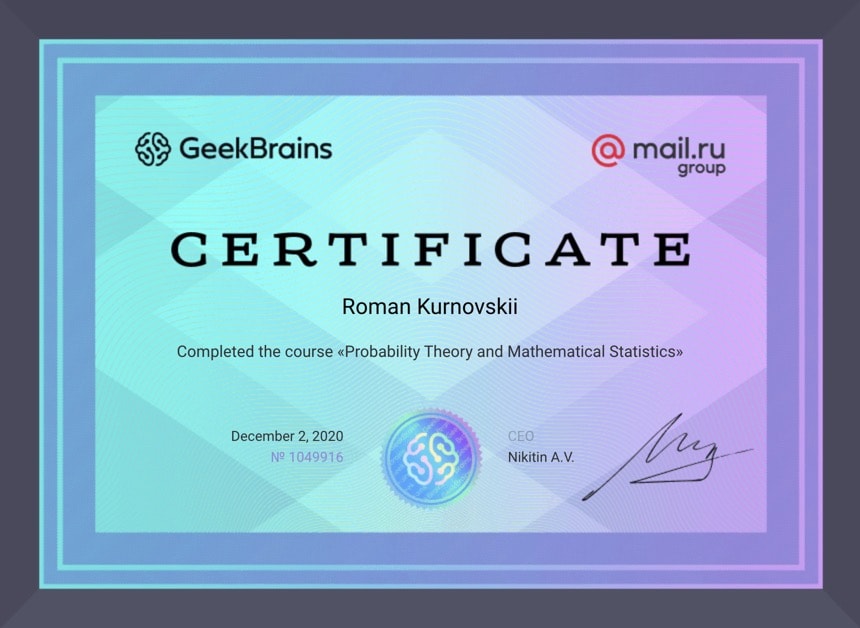 GeekBrains
@ mail.ru
group
CERTIFICATE
Roman Kurnovskii
Completed the course «Probability Theory and Mathematical Statistics»
December 2, 2020
№ 1049916
CEO
Nikitin A.V.